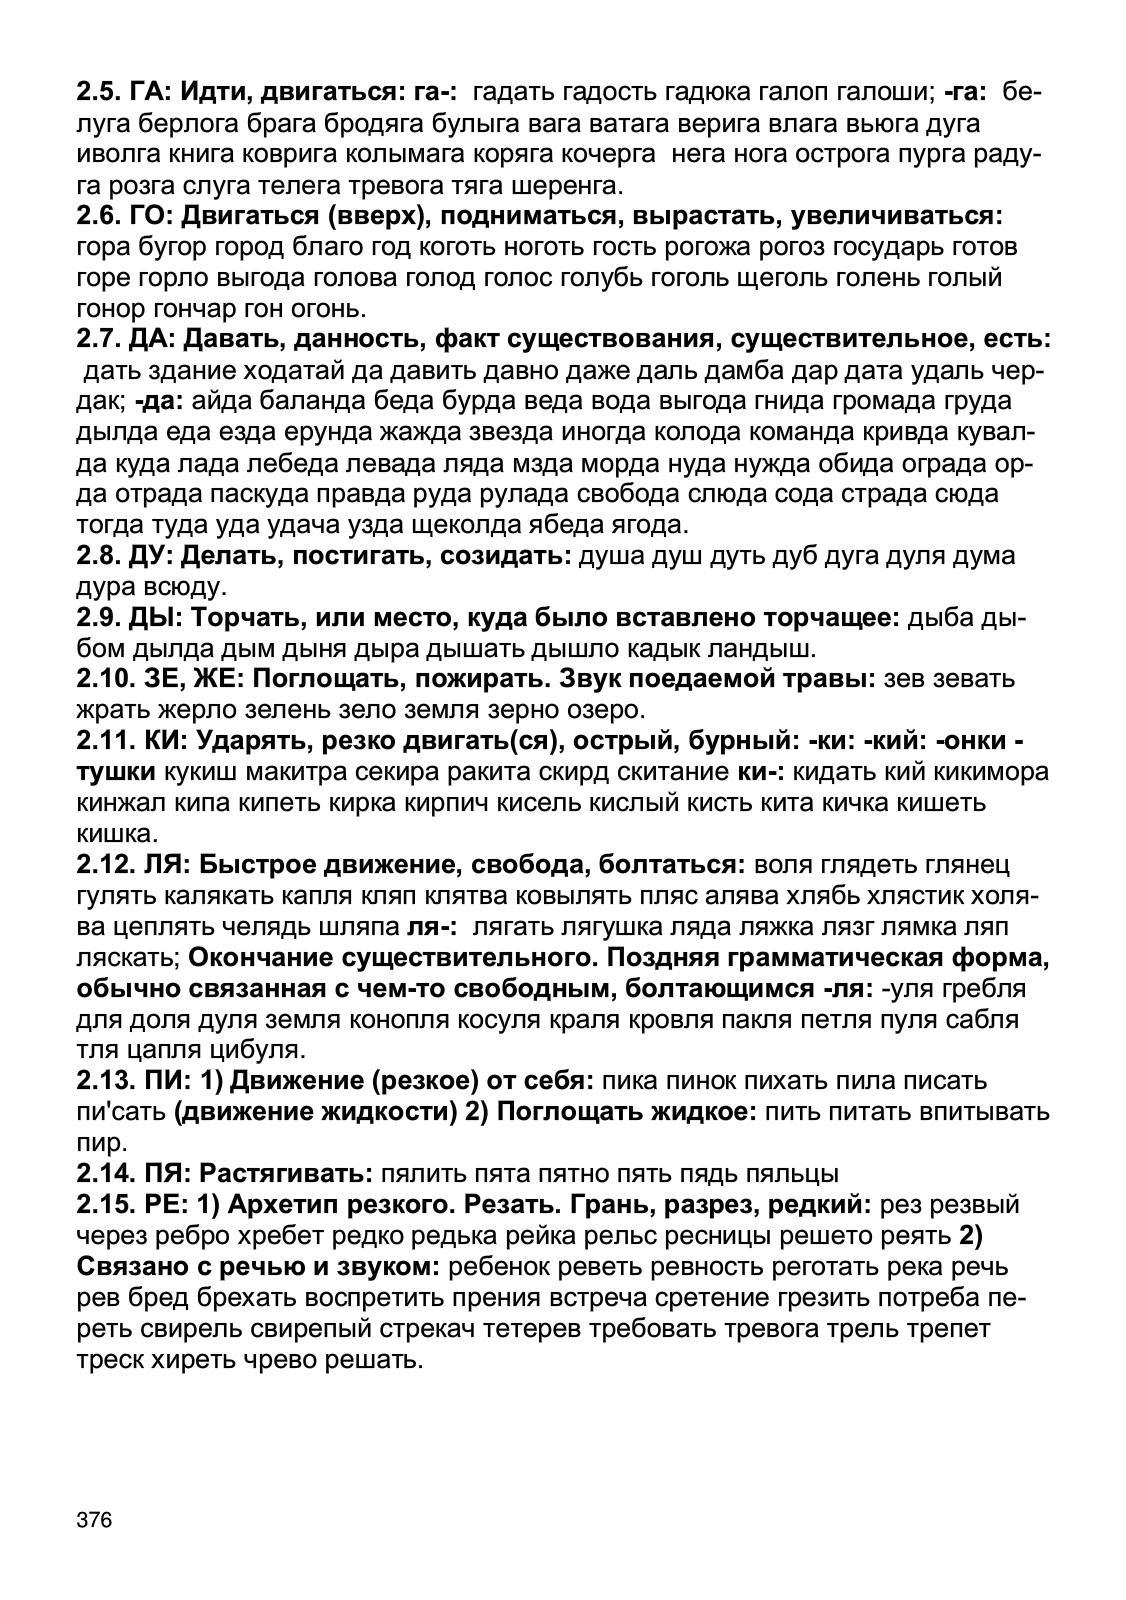 2.5. ГА: Идти, двигаться: га-:  гадать гадость гадюка галоп галоши; -га:  бе-
луга берлога брага бродяга булыга вага ватага верига влага вьюга дуга
иволга книга коврига колымага коряга кочерга  нега нога острога пурга раду-
га розга слуга телега тревога тяга шеренга.
2.6. ГО: Двигаться (вверх), подниматься, вырастать, увеличиваться:
гора бугор город благо год коготь ноготь гость рогожа рогоз государь готов
горе горло выгода голова голод голос голубь гоголь щеголь голень голый
гонор гончар гон огонь.
2.7. ДА: Давать, данность, факт существования, существительное, есть:
дать здание ходатай да давить давно даже даль дамба дар дата удаль чер-
дак; -да: айда баланда беда бурда веда вода выгода гнида громада груда
дылда еда езда ерунда жажда звезда иногда колода команда кривда кувал-
да куда лада лебеда левада ляда мзда морда нуда нужда обида ограда ор-
да отрада паскуда правда руда рулада свобода слюда сода страда сюда
тогда туда уда удача узда щеколда ябеда ягода.
2.8. ДУ: Делать, постигать, созидать: душа душ дуть дуб дуга дуля дума
дура всюду.
2.9. ДЫ: Торчать, или место, куда было вставлено торчащее: дыба ды-
бом дылда дым дыня дыра дышать дышло кадык ландыш.
2.10. ЗЕ, ЖЕ: Поглощать, пожирать. Звук поедаемой травы: зев зевать
жрать жерло зелень зело земля зерно озеро.
2.11. КИ: Ударять, резко двигать(ся), острый, бурный: -ки: -кий: -онки -
тушки кукиш макитра секира ракита скирд скитание ки-: кидать кий кикимора
кинжал кипа кипеть кирка кирпич кисель кислый кисть кита кичка кишеть
кишка.
2.12. ЛЯ: Быстрое движение, свобода, болтаться: воля глядеть глянец
гулять калякать капля кляп клятва ковылять пляс алява хлябь хлястик холя-
ва цеплять челядь шляпа ля-:  лягать лягушка ляда ляжка лязг лямка ляп
ляскать; Окончание существительного. Поздняя грамматическая форма,
обычно связанная с чем-то свободным, болтающимся -ля: -уля гребля
для доля дуля земля конопля косуля краля кровля пакля петля пуля сабля
тля цапля цибуля.
2.13. ПИ: 1) Движение (резкое) от себя: пика пинок пихать пила писать
пи'сать (движение жидкости) 2) Поглощать жидкое: пить питать впитывать
пир.
2.14. ПЯ: Растягивать: пялить пята пятно пять пядь пяльцы
2.15. РЕ: 1) Архетип резкого. Резать. Грань, разрез, редкий: рез резвый
через ребро хребет редко редька рейка рельс ресницы решето реять 2)
Связано с речью и звуком: ребенок реветь ревность реготать река речь
рев бред брехать воспретить прения встреча сретение грезить потреба пе-
реть свирель свирепый стрекач тетерев требовать тревога трель трепет
треск хиреть чрево решать.
376